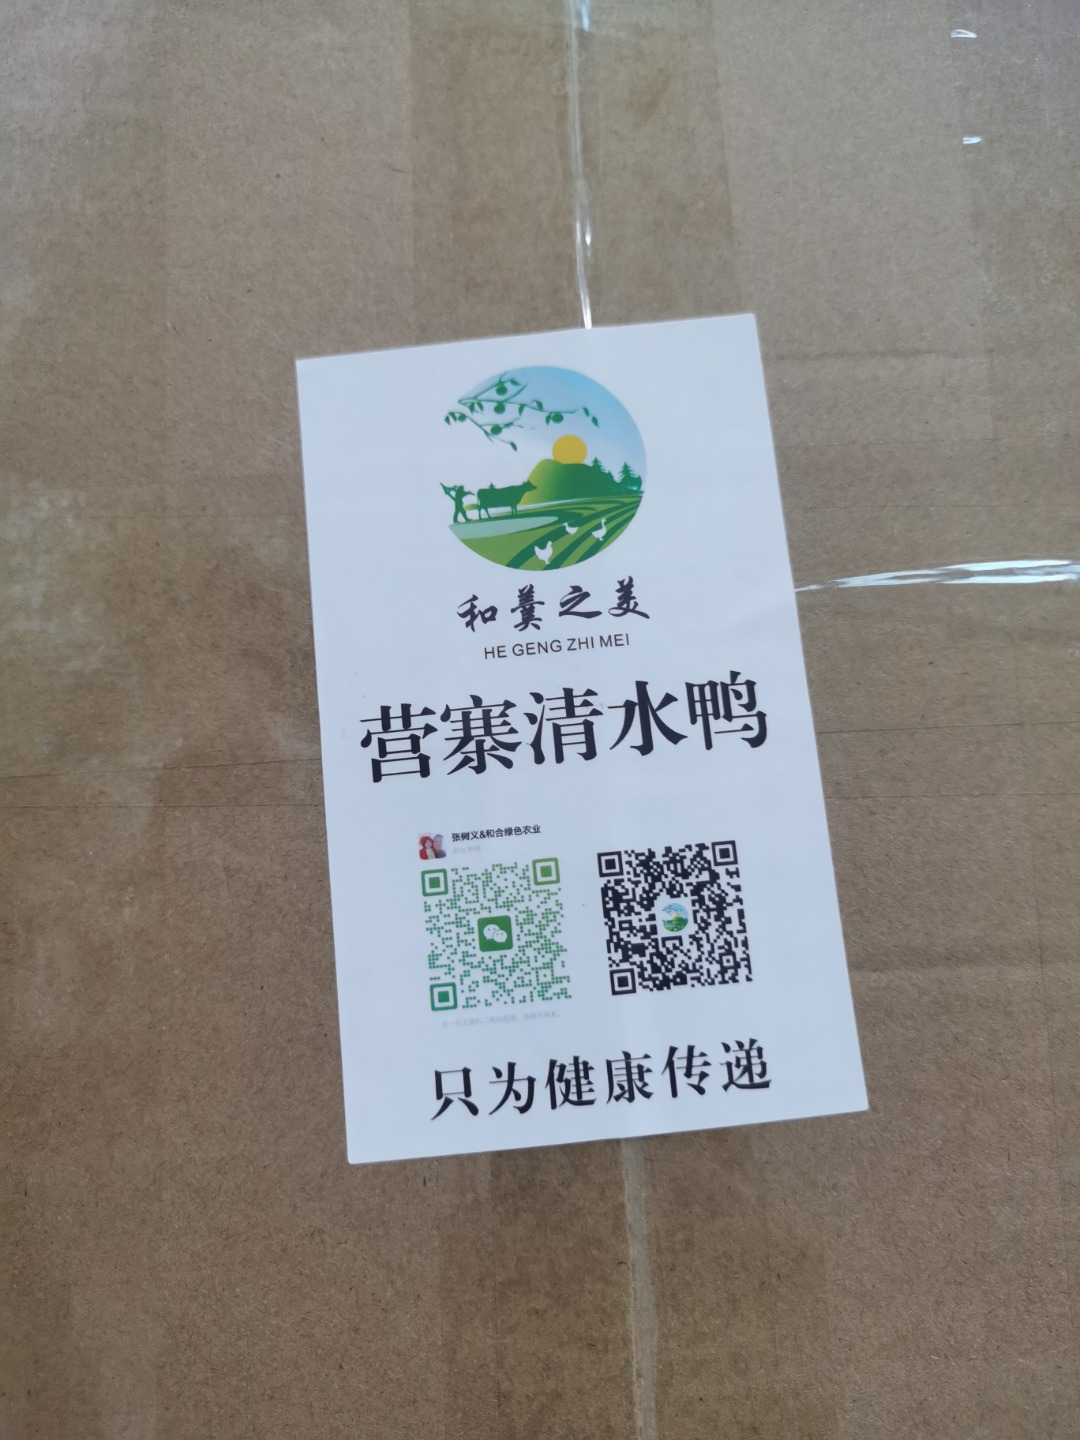 和羹之美
HE GENG ZHI MEI
营寨清水鸭
张树义&和合绿色农业
只为健康传递